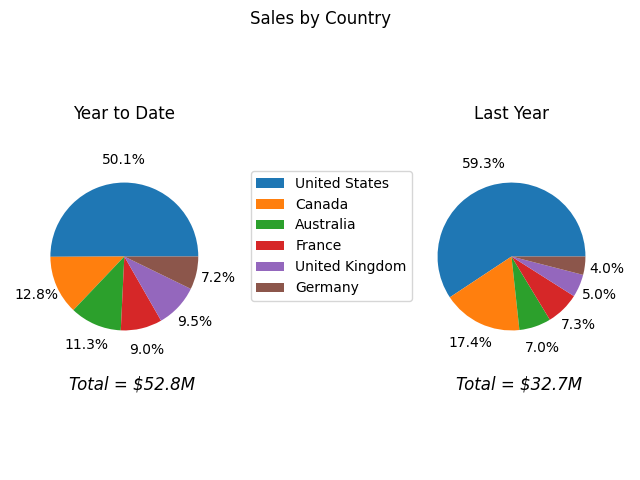 Sales by Country
Year to Date
50.1%
12.8%
11.3%
9.0%
9.5%
7.2%
Total = $52.8M
United States
Canada
Australia
France
United Kingdom
Germany
Last Year
59.3%
17.4%
7.0%
7.3%
5.0%
4.0%
Total = $32.7M